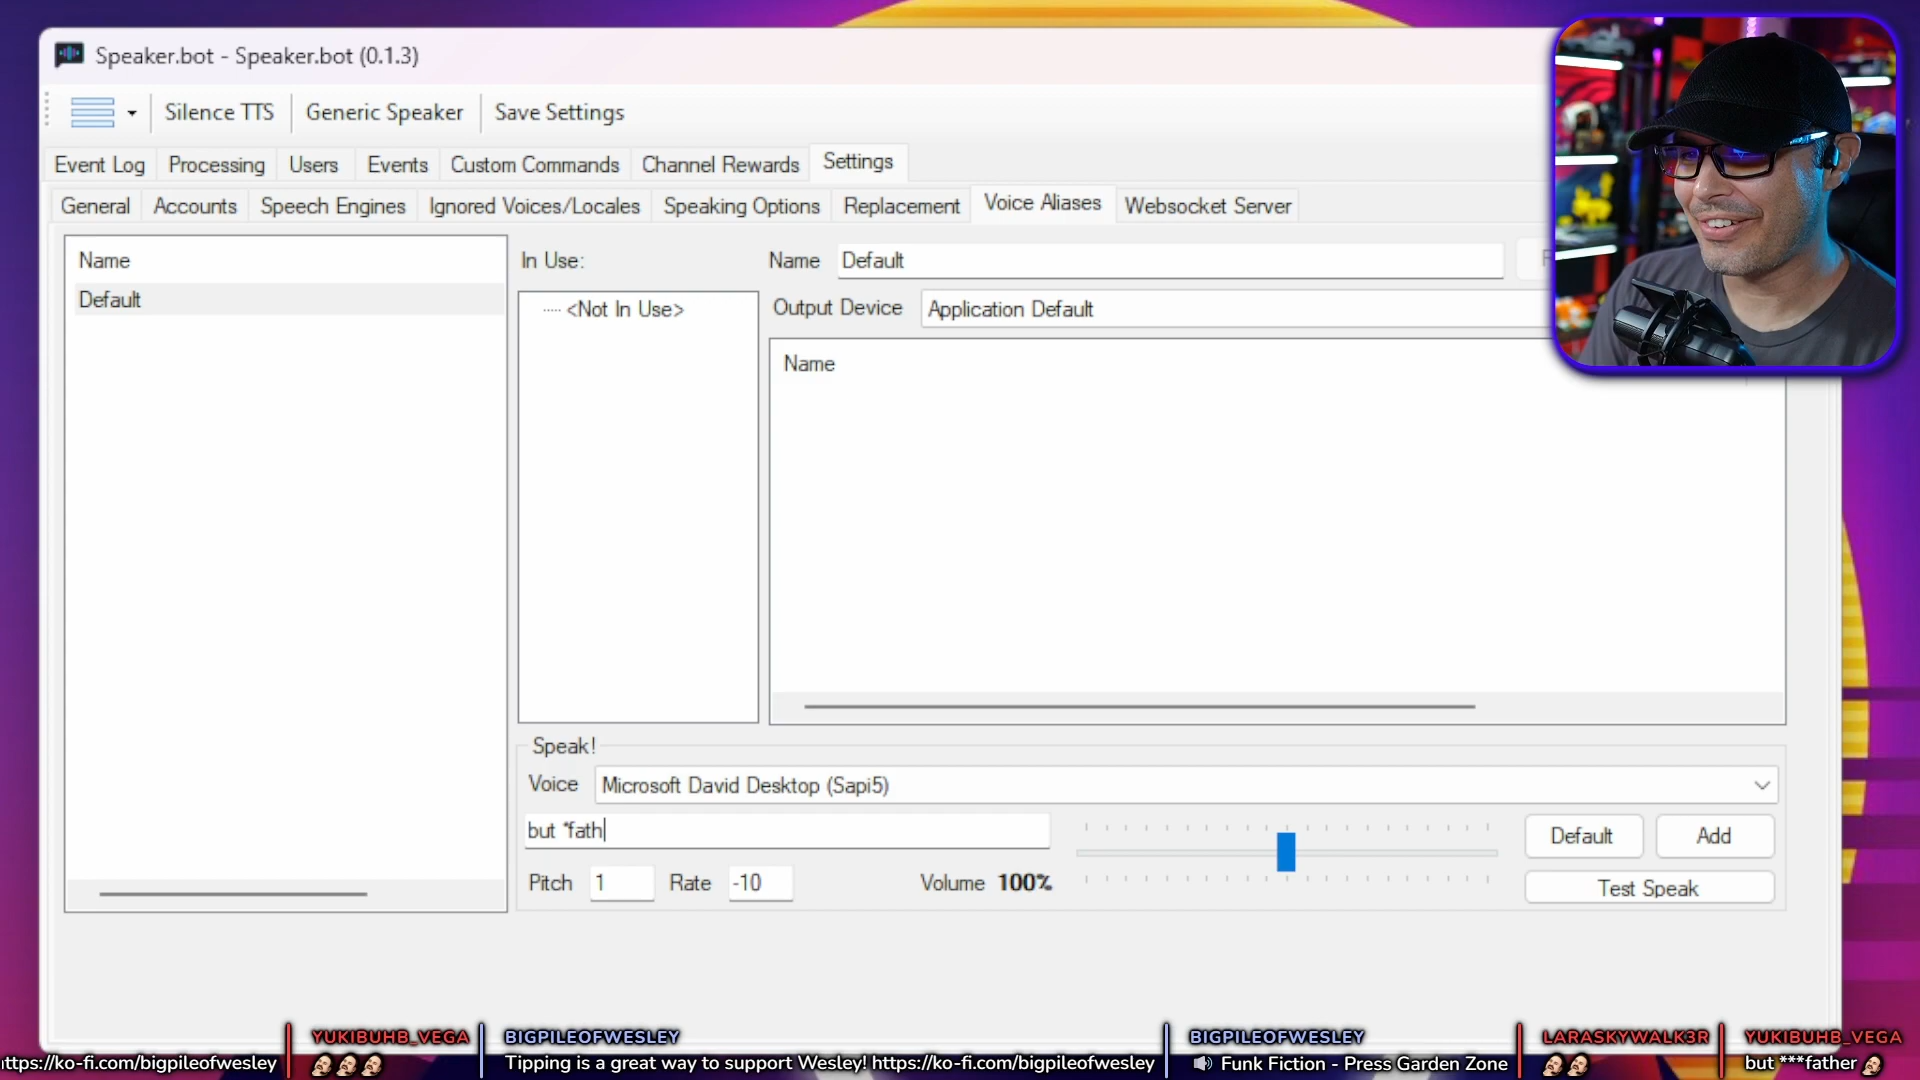 Speaker.bot - Speaker.bot (0.1.3)
Silence TTS
Generic Speaker
Save Settings
Event Log
Processing
Users
Events
Custom Commands
Channel Rewards
Settings
General
Accounts
Speech Engines
Ignored Voices/Locales
Speaking Options
Replacement
Voice Aliases
Websocket Server
Name
Default
In Use:
<Not In Use>
Name Default
Output Device Application Default
Name
Speak!
Voice Microsoft David Desktop (Sapi5)
but *fath
Default
Add
Pitch 1 Rate -10 Volume 100%
Test Speak
YUKIBUHB_VEGA
BIGPILEOFWESLEY
BIGPILEOFWESLEY
LARASKYWALK3R
YUKIBUHB_VEGA
ttps://ko-fi.com/bigpileofwesley
Tipping is a great way to support Wesley! https://ko-fi.com/bigpileofwesley
Funk Fiction - Press Garden Zone
but ***father